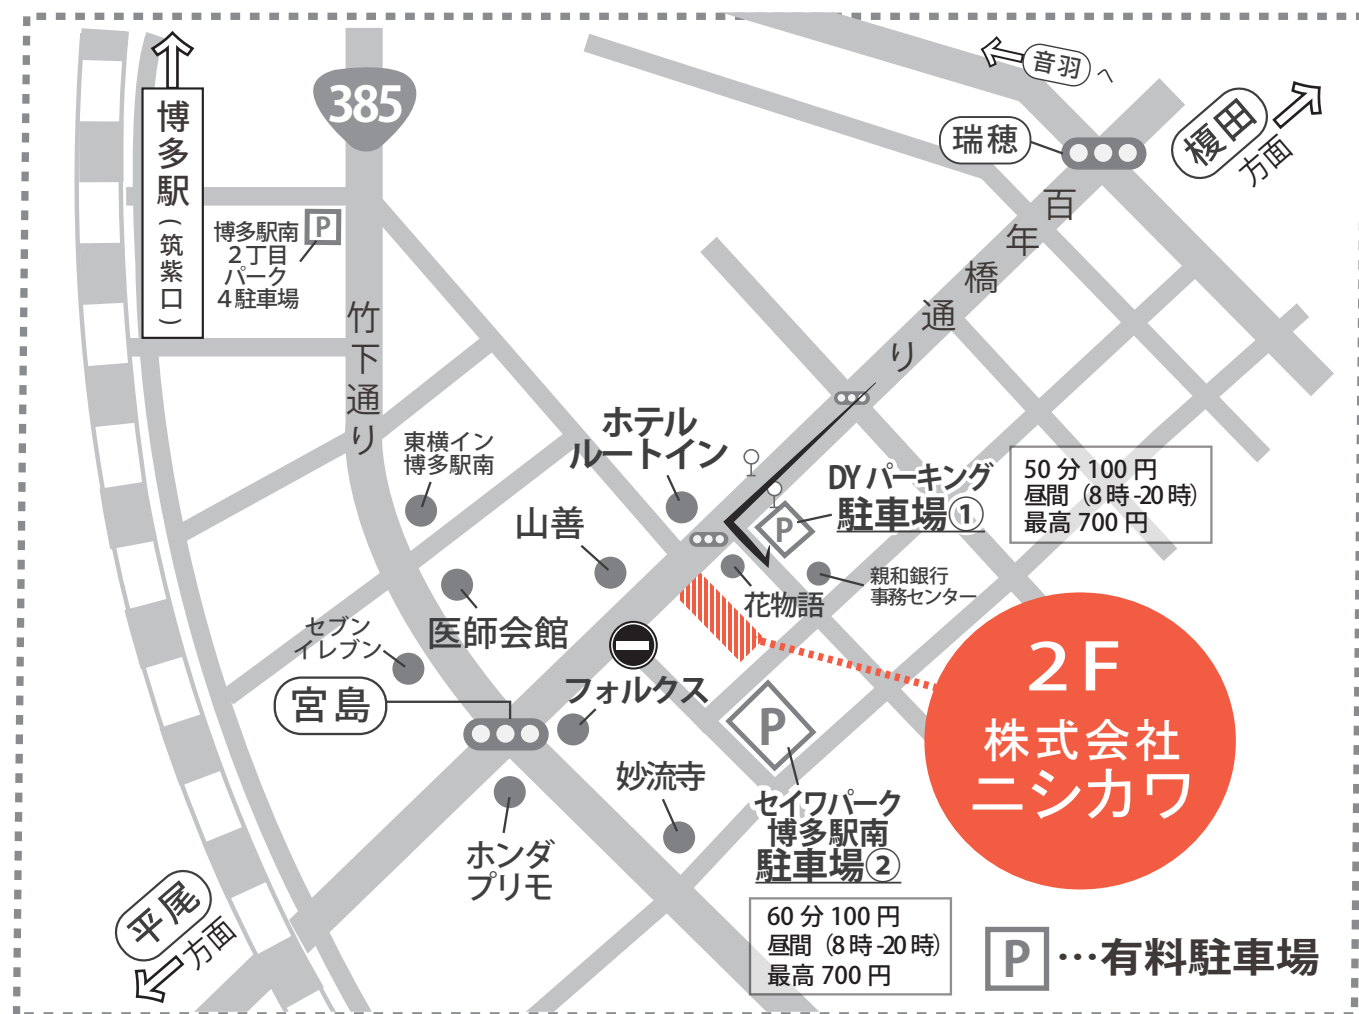 385
博多駅(筑紫口)
博多駅南
2丁目
パーク
4駐車場
P
竹下通り
音羽へ
瑞穂
榎田
方面
百年橋通り
ホテル
ルートイン
東横イン
博多駅南
山善
医師会館
セブン
イレブン
宮島
フォルクス
妙流寺
ホンダ
プリモ
平尾
方面
DYパーキング
駐車場①
P
50分100円
昼間(8時-20時)
最高700円
花物語
親和銀行
事務センター
P
セイワパーク
博多駅南
駐車場②
60分100円
昼間(8時-20時)
最高700円
2F
株式会社
ニシカワ
P…有料駐車場